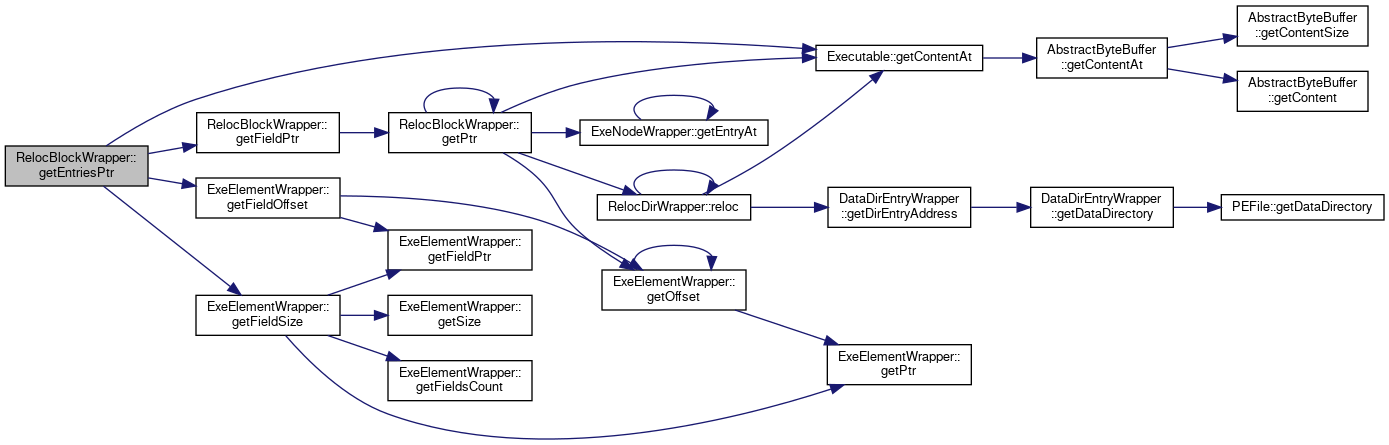 RelocBlockWrapper::
getEntriesPtr
RelocBlockWrapper::
getFieldPtr
ExeElementWrapper::
getFieldOffset
ExeElementWrapper::
getFieldSize
RelocBlockWrapper::
getPtr
ExeElementWrapper::
getFieldPtr
ExeElementWrapper::
getSize
ExeElementWrapper::
getFieldsCount
ExeNodeWrapper::getEntryAt
RelocDirWrapper::reloc
ExeElementWrapper::
getOffset
Executable::getContentAt
DataDirEntryWrapper
::getDirEntryAddress
ExeElementWrapper::
getPtr
AbstractByteBuffer
::getContentAt
DataDirEntryWrapper
::getDataDirectory
AbstractByteBuffer
::getContentSize
AbstractByteBuffer
::getContent
PEFile::getDataDirectory